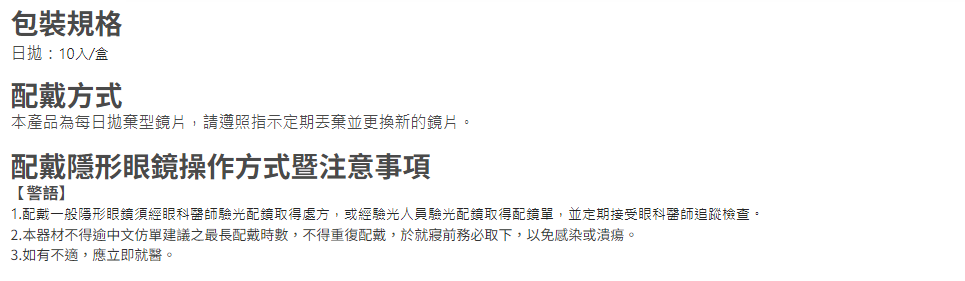 包裝規格
日拋：10入/盒
配戴方式
本產品為每日拋棄型鏡片，請遵照指示定期丟棄並更換新的鏡片。
配戴隱形眼鏡操作方式暨注意事項
【警語】
1.配戴一般隱形眼鏡須經眼科醫師驗光配鏡取得處方，或經驗光人員驗光配鏡取得配鏡單，並定期接受眼科醫師追蹤檢查。
2.本器材不得逾中文仿單建議之最長配戴時數，不得重復配戴，於就寢前務必取下，以免感染或潰瘍。
3.如有不適，應立即就醫。